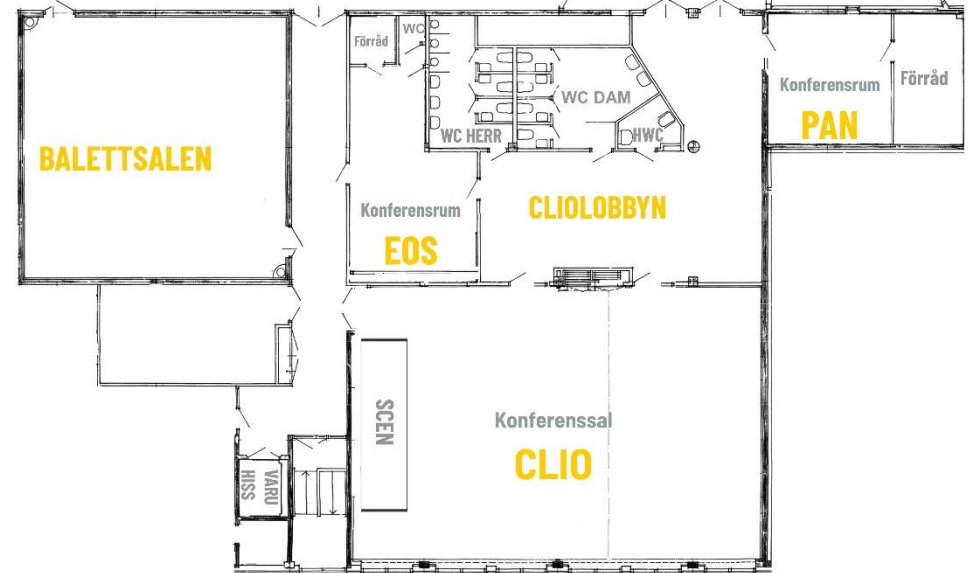 WC
Förråd
WC DAM
WC HERR
HWC
Konferensrum
PAN
Förråd
BALETTSALEN
Konferensrum
EOS
CLIOLOBBYN
SCEN
Konferenssal
CLIO
VARU
HISS